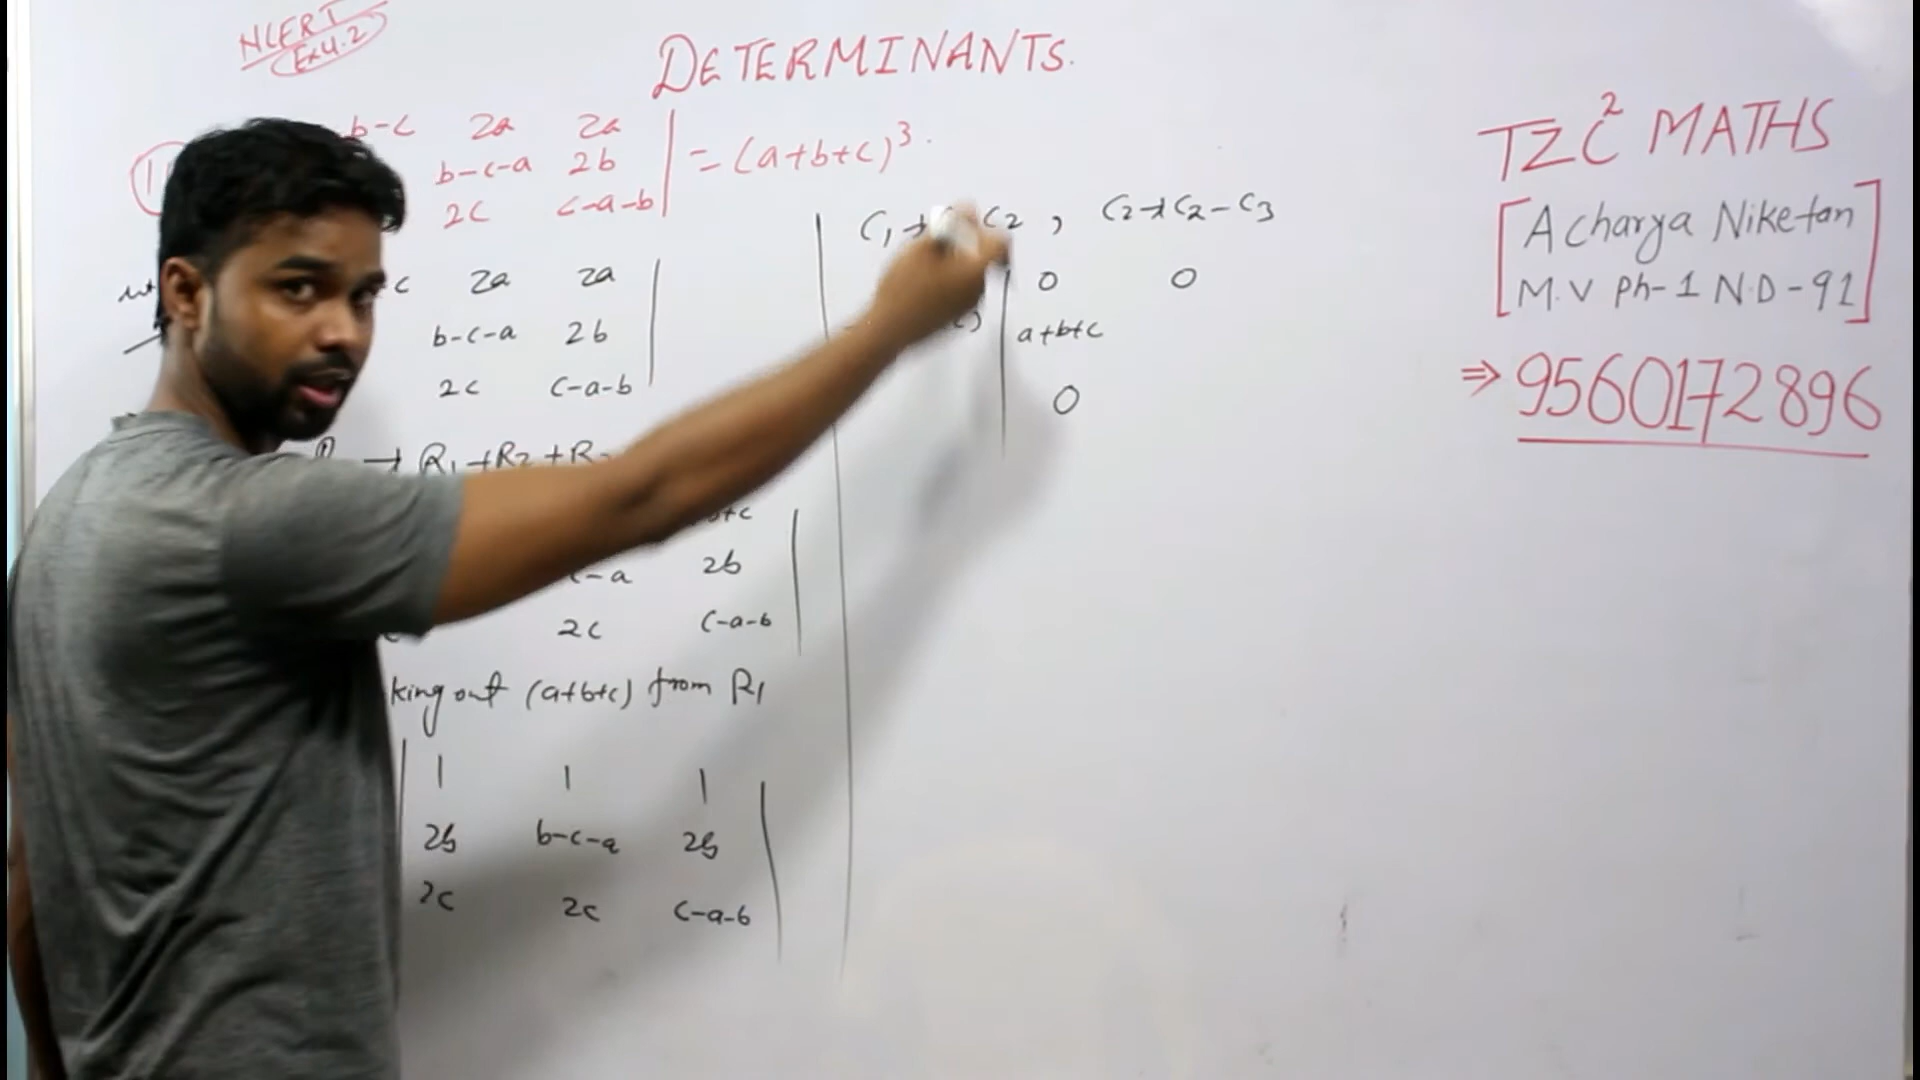 NCERT
Ex 4.2
DETERMINANTS.
b-c 2a 2a
b-c-a 2b
2c c-a-b
= (a+b+c)³.
c 2a 2a
b-c-a 2b
2c c-a-b
→ R₁+R₂+R
+c
-a 2b
2c c-a-b
king out (a+b+c) from R₁
1 1 1
2b b-c-a 2b
2c 2c c-a-b
C₁→ C₂ , C₂→C₂-C₃
0 0
a+b+c
0
TZC² MATHS
[Acharya Niketan
M.V Ph-1 N.D-91]
⇒ 9560172896